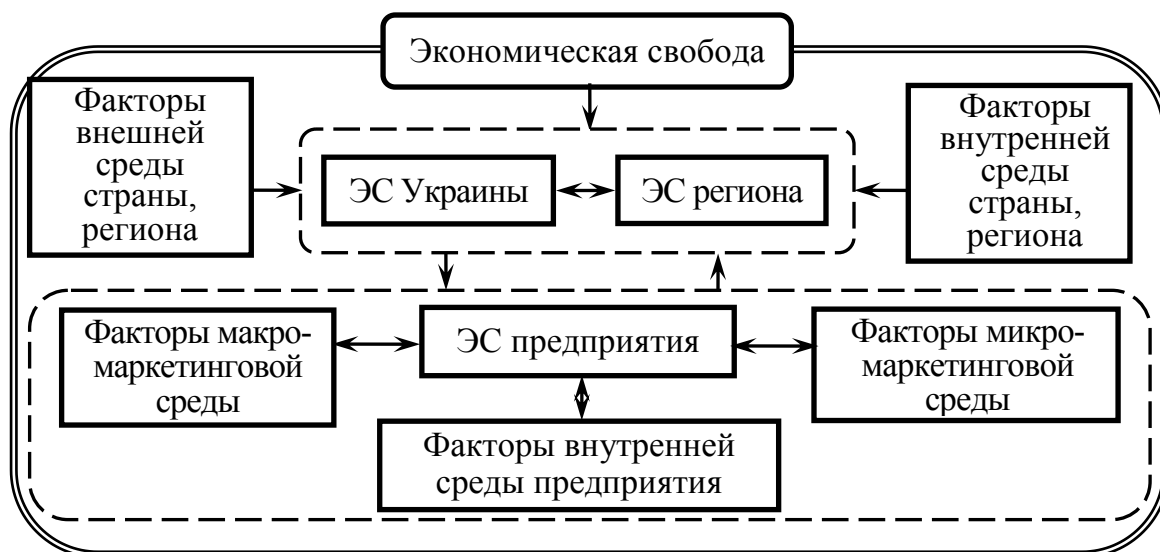 Экономическая свобода
Факторы
внешней
среды
страны,
региона
ЭС Украины
ЭС региона
Факторы
внутренней
среды
страны,
региона
Факторы макро-
маркетинговой
среды
ЭС предприятия
Факторы микро-
маркетинговой
среды
Факторы внутренней
среды предприятия